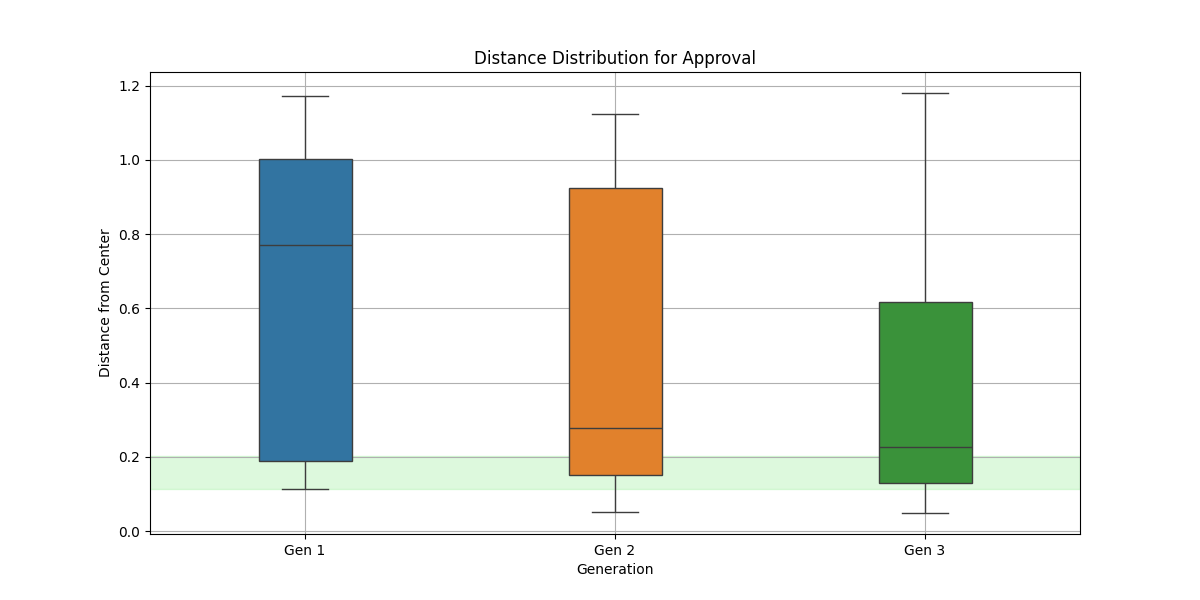 Distance Distribution for Approval
Distance from Center
1.2
1.0
0.8
0.6
0.4
0.2
0.0
Gen 1 Gen 2 Gen 3
Generation